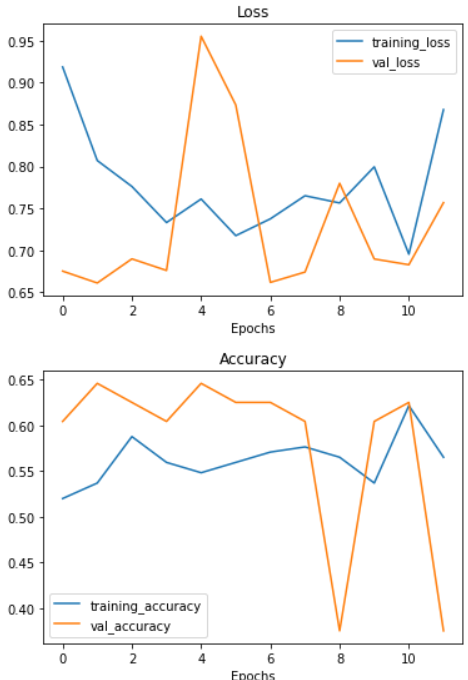 Loss
0.95
0.90
0.85
0.80
0.75
0.70
0.65
training_loss
val_loss
0 2 4 6 8 10
Epochs
Accuracy
0.65
0.60
0.55
0.50
0.45
0.40
training_accuracy
val_accuracy
0 2 4 6 8 10
Epochs